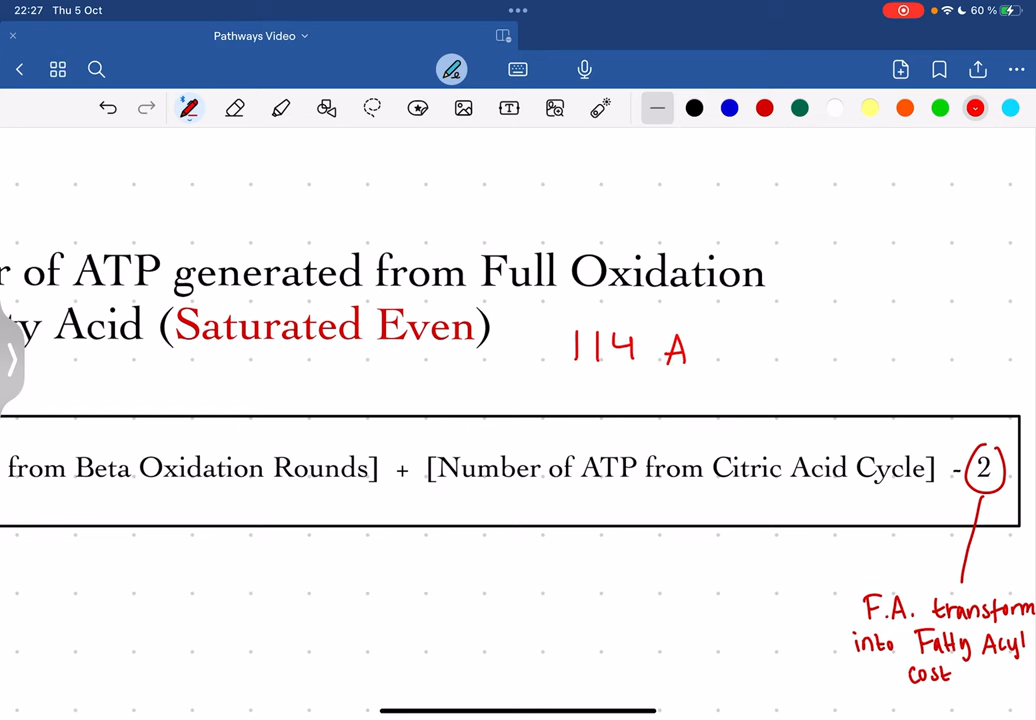 22:27 Thu 5 Oct
60 %
Pathways Video
r of ATP generated from Full Oxidation
ty Acid (Saturated Even)
114 A
from Beta Oxidation Rounds] + [Number of ATP from Citric Acid Cycle] - 2
F.A. transform
into Fatty Acyl
cost